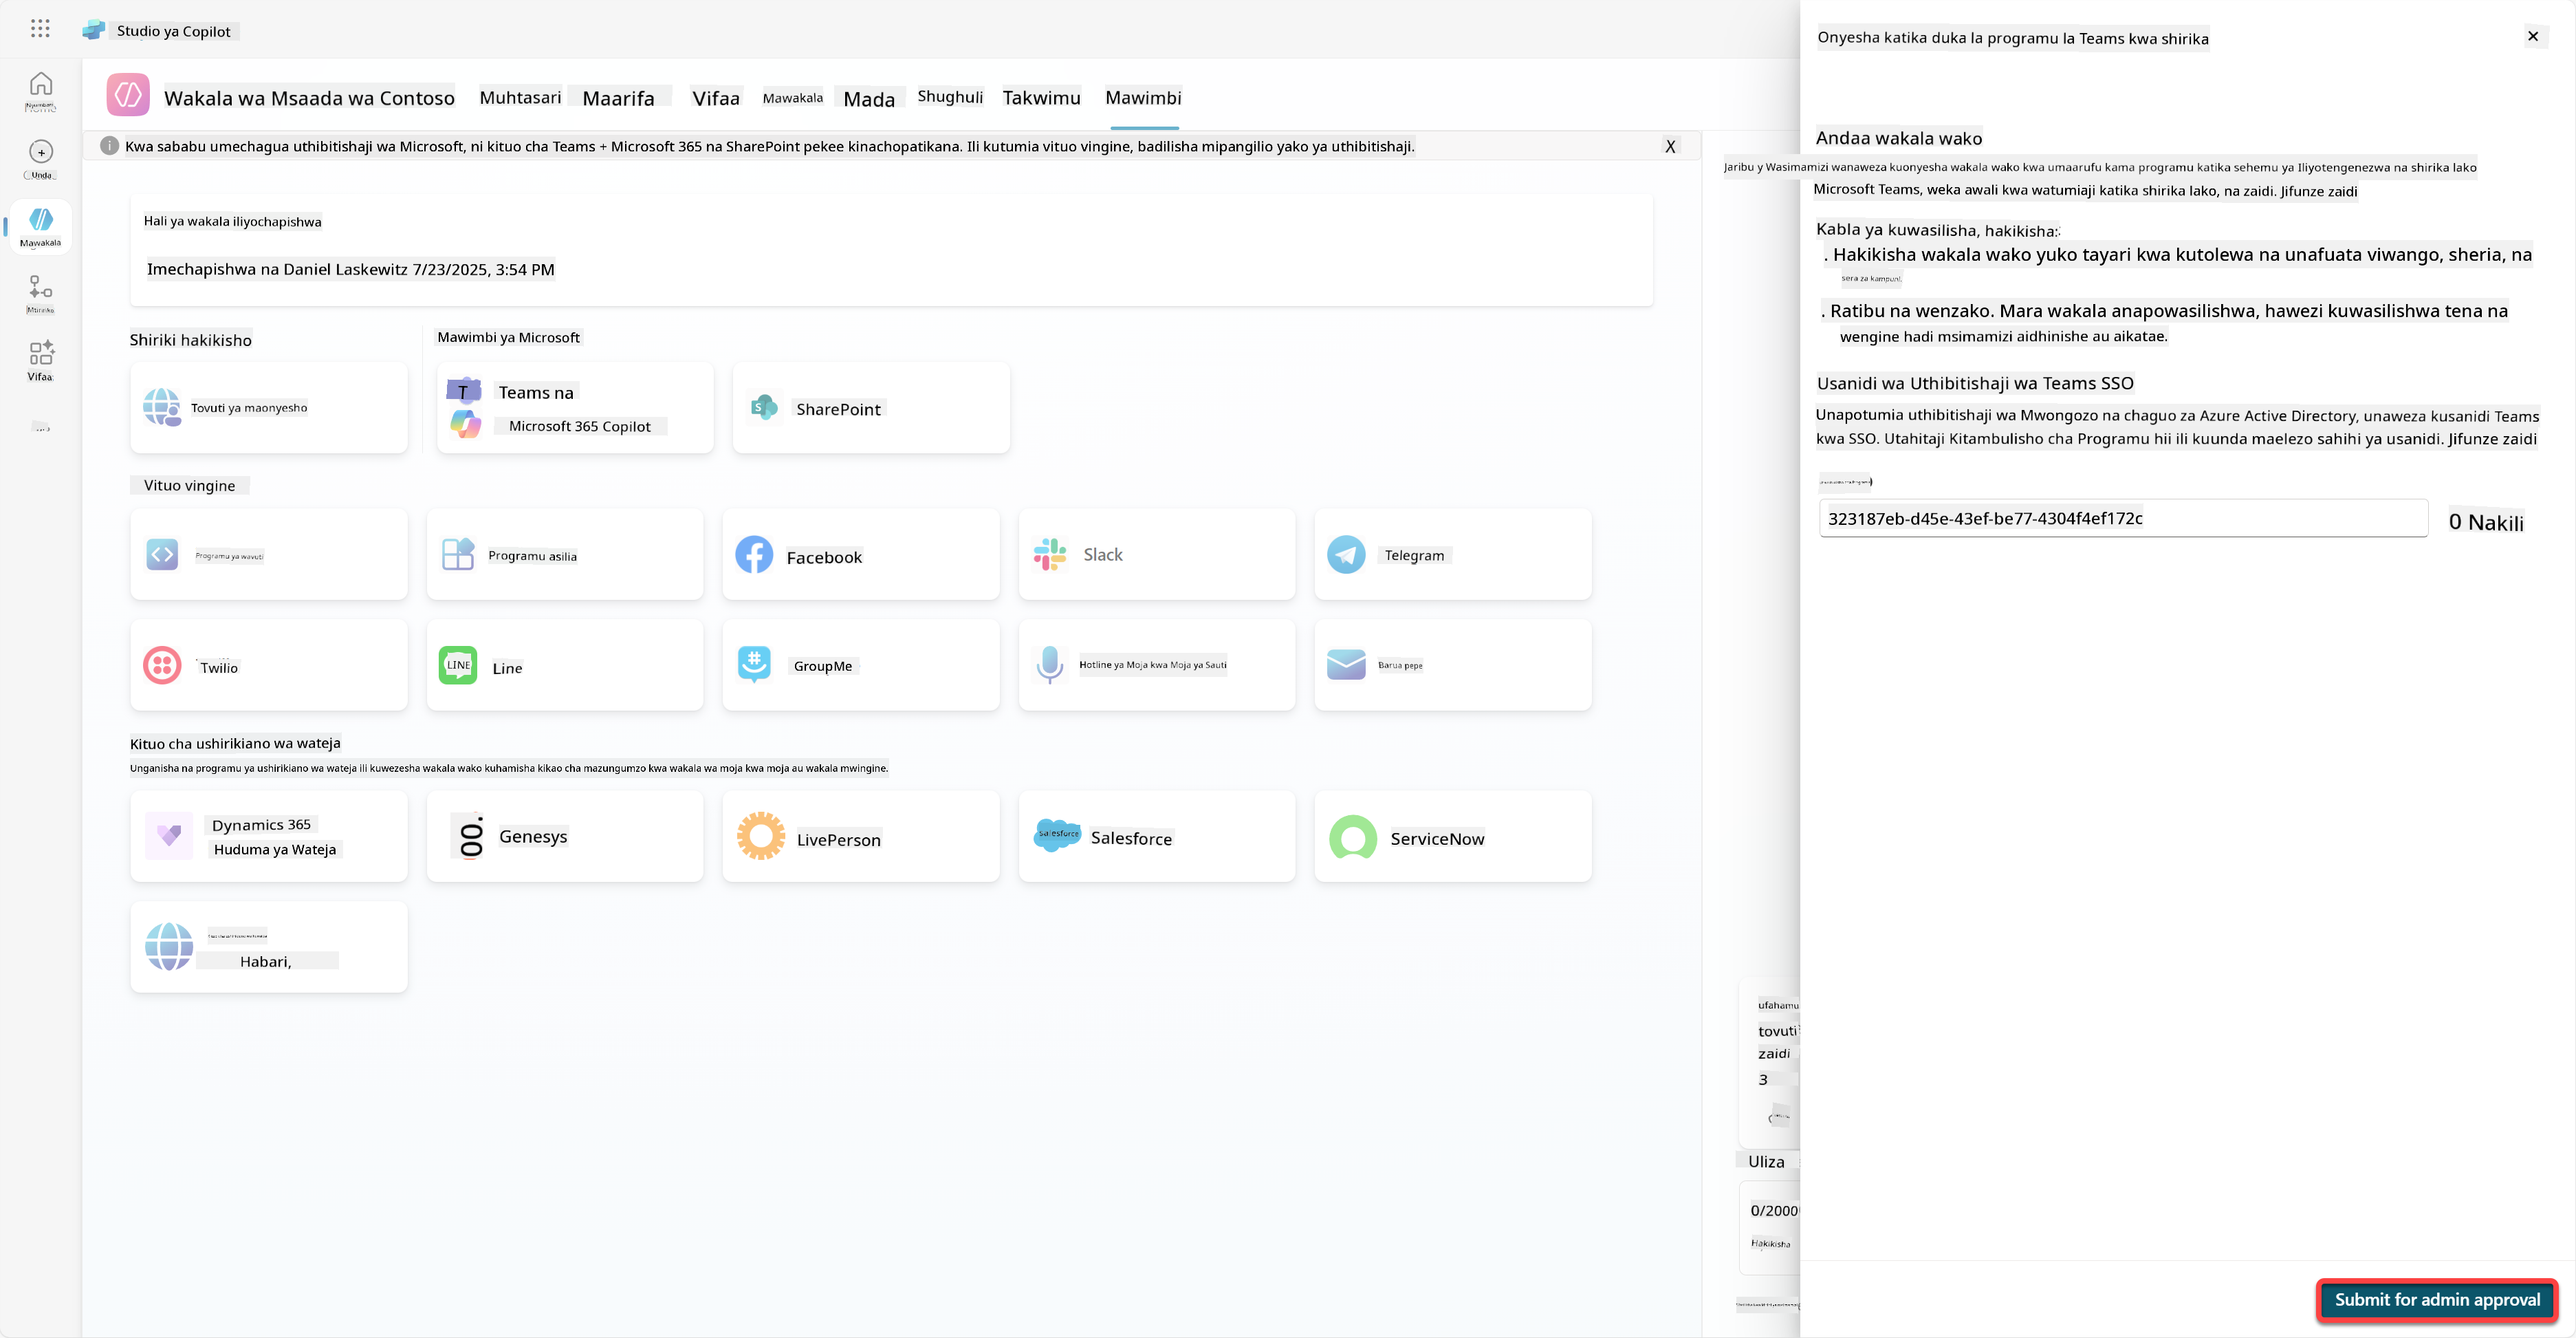 Studio ya Copilot
Home
Unda
Mawakala
Vifaa
Wakala wa Msaada wa Contoso
Muhtasari
Maarifa
Vifaa
Mawakala
Mada
Shughuli
Takwimu
Mawimbi
Kwa sababu umechagua uthibitishaji wa Microsoft, ni kituo cha Teams + Microsoft 365 na SharePoint pekee kinachopatikana. Ili kutumia vituo vingine, badilisha mipangilio yako ya uthibitishaji.
X
Hali ya wakala iliyochapishwa
Imechapishwa na Daniel Laskewitz 7/23/2025, 3:54 PM
Shiriki hakikisho
Mawimbi ya Microsoft
Tovuti ya maonyesho
T
Teams na
Microsoft 365 Copilot
S
SharePoint
Vituo vingine
Programu ya wavuti
Programu asilia
Facebook
Slack
Telegram
Twilio
LINE
Line
GroupMe
Hotline ya Moja kwa Moja ya Sauti
Barua pepe
Kituo cha ushirikiano wa wateja
Unganisha na programu ya ushirikiano wa wateja ili kuwezesha wakala wako kuhamisha kikao cha mazungumzo kwa wakala wa moja kwa moja au wakala mwingine.
Dynamics 365
Huduma ya Wateja
Genesys
LivePerson
salesforce
Salesforce
ServiceNow
Habari,
ufahamu
tovuti
zaidi
3
Uliza
0/2000
Hakikisha
Onyesha katika duka la programu la Teams kwa shirika
Andaa wakala wako
Jaribu y Wasimamizi wanaweza kuonyesha wakala wako kwa umaarufu kama programu katika sehemu ya Iliyotengenezwa na shirika lako
Microsoft Teams, weka awali kwa watumiaji katika shirika lako, na zaidi. Jifunze zaidi
Kabla ya kuwasilisha, hakikisha:
. Hakikisha wakala wako yuko tayari kwa kutolewa na unafuata viwango, sheria, na
sera za kampuni.
. Ratibu na wenzako. Mara wakala anapowasilishwa, hawezi kuwasilishwa tena na
wengine hadi msimamizi aidhinishe au aikatae.
Usanidi wa Uthibitishaji wa Teams SSO
Unapotumia uthibitishaji wa Mwongozo na chaguo za Azure Active Directory, unaweza kusanidi Teams
kwa SSO. Utahitaji Kitambulisho cha Programu hii ili kuunda maelezo sahihi ya usanidi. Jifunze zaidi
323187eb-d45e-43ef-be77-4304f4ef172c
0 Nakili
Submit for admin approval